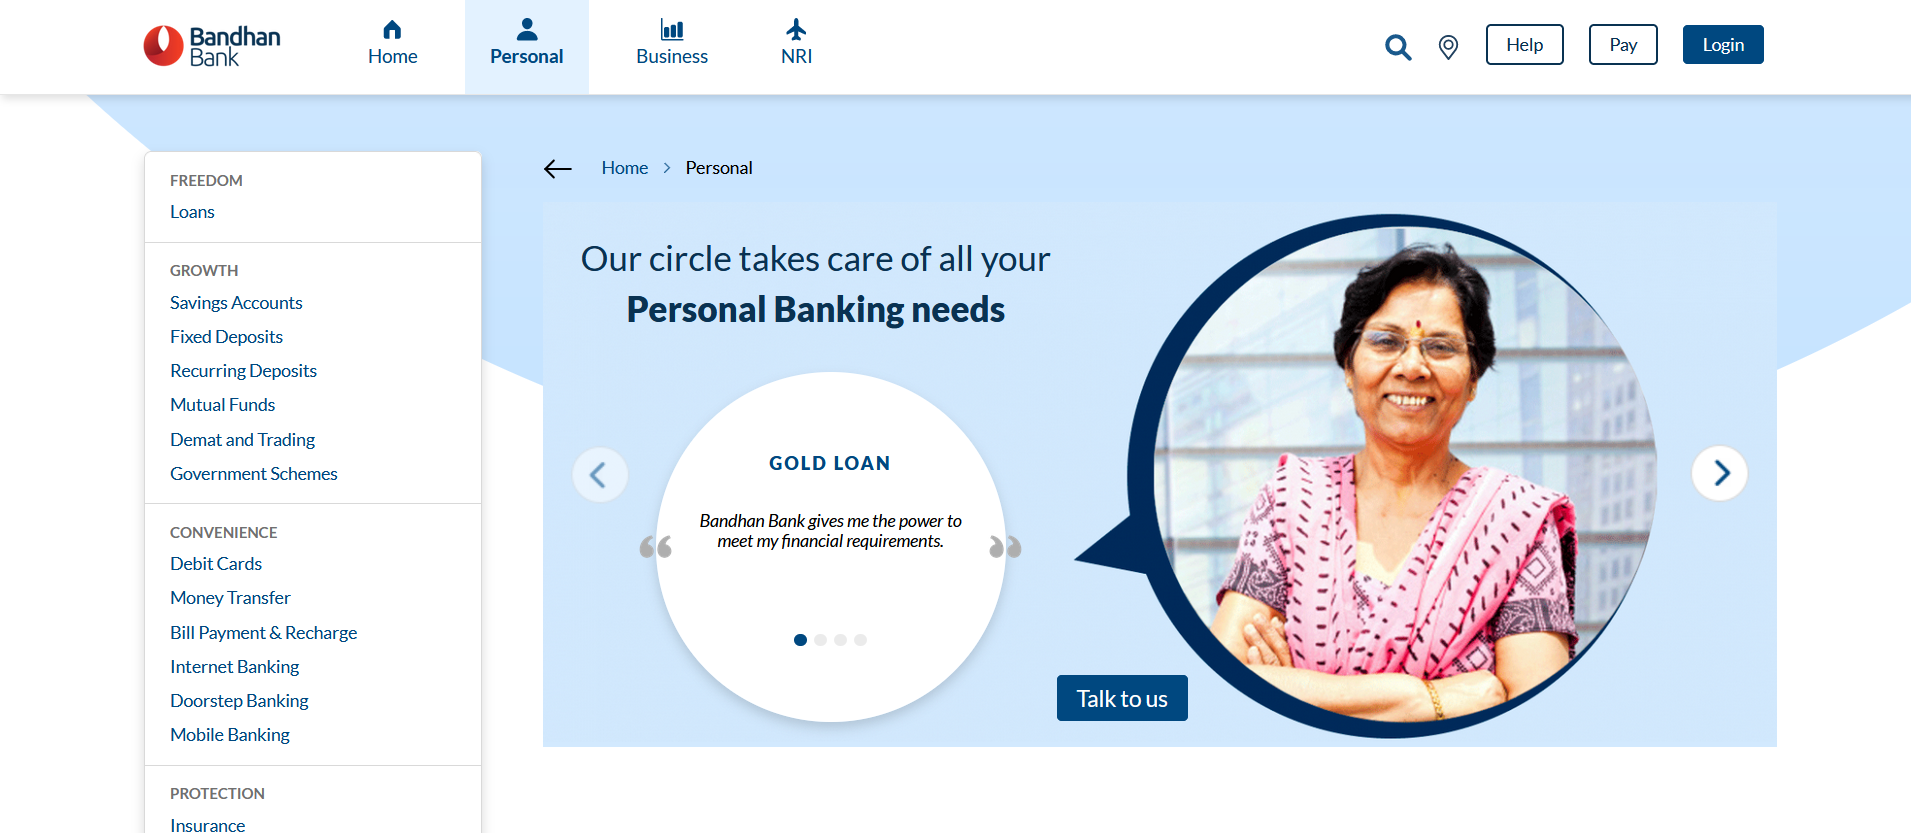 Bandhan
Bank
Home
Personal
Business
NRI
Help
Pay
Login
FREEDOM
Loans
GROWTH
Savings Accounts
Fixed Deposits
Recurring Deposits
Mutual Funds
Demat and Trading
Government Schemes
CONVENIENCE
Debit Cards
Money Transfer
Bill Payment & Recharge
Internet Banking
Doorstep Banking
Mobile Banking
PROTECTION
Insurance
Home > Personal
Our circle takes care of all your
Personal Banking needs
GOLD LOAN
“ Bandhan Bank gives me the power to
meet my financial requirements. ”
Talk to us